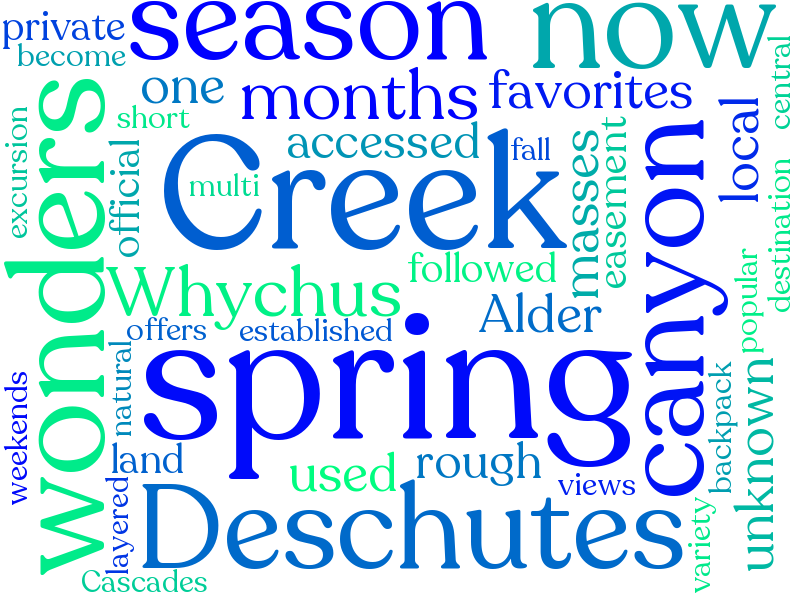 private
season
now
become
one
months
favorites
central
short
wonders
excursion
official
accessed
fall
masses
easement
local
Creek
multi
canyon
destination
followed
Whychus
Alder
popular
offers
established
natural
spring
weekends
backpack
unknown
land
used
rough
views
layered
Deschutes
variety
Cascades